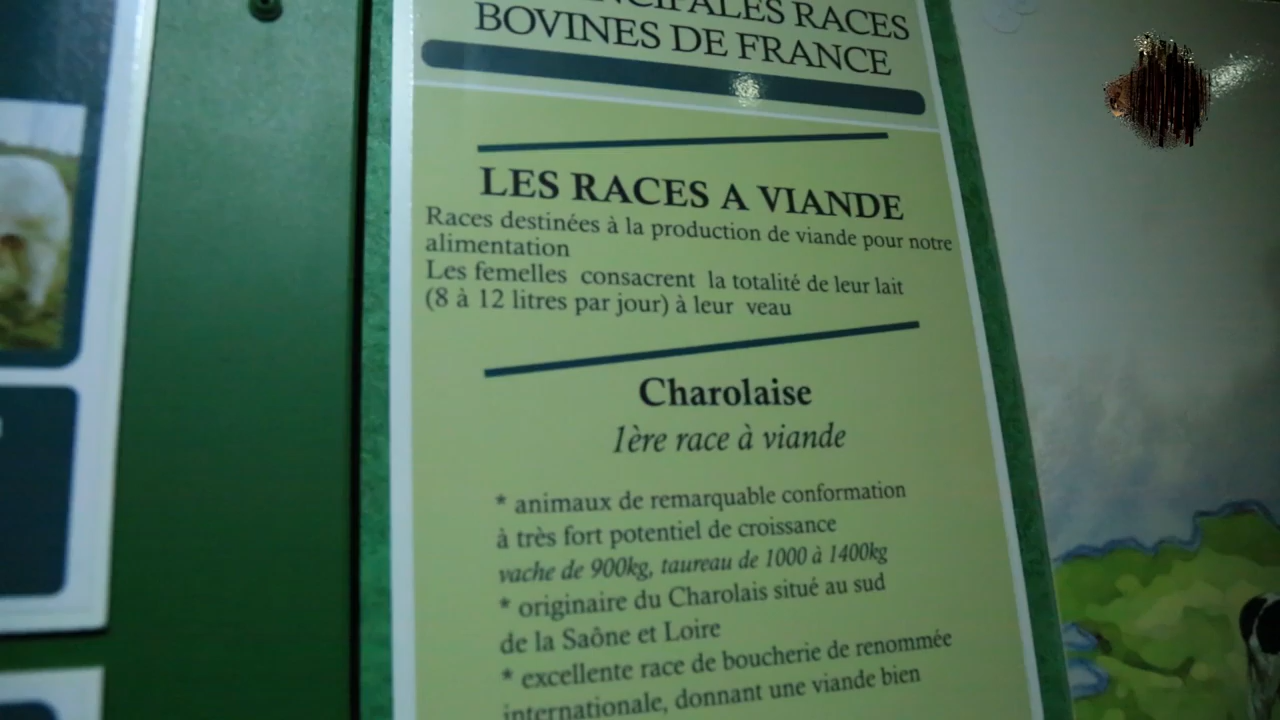 PRINCIPALES RACES
BOVINES DE FRANCE
LES RACES A VIANDE
Races destinées à la production de viande pour notre
alimentation
Les femelles consacrent la totalité de leur lait
(8 à 12 litres par jour) à leur veau
Charolaise
1ère race à viande
* animaux de remarquable conformation
à très fort potentiel de croissance
vache de 900kg, taureau de 1000 à 1400kg
* originaire du Charolais situé au sud
de la Saône et Loire
* excellente race de boucherie de renommée
internationale, donnant une viande bien